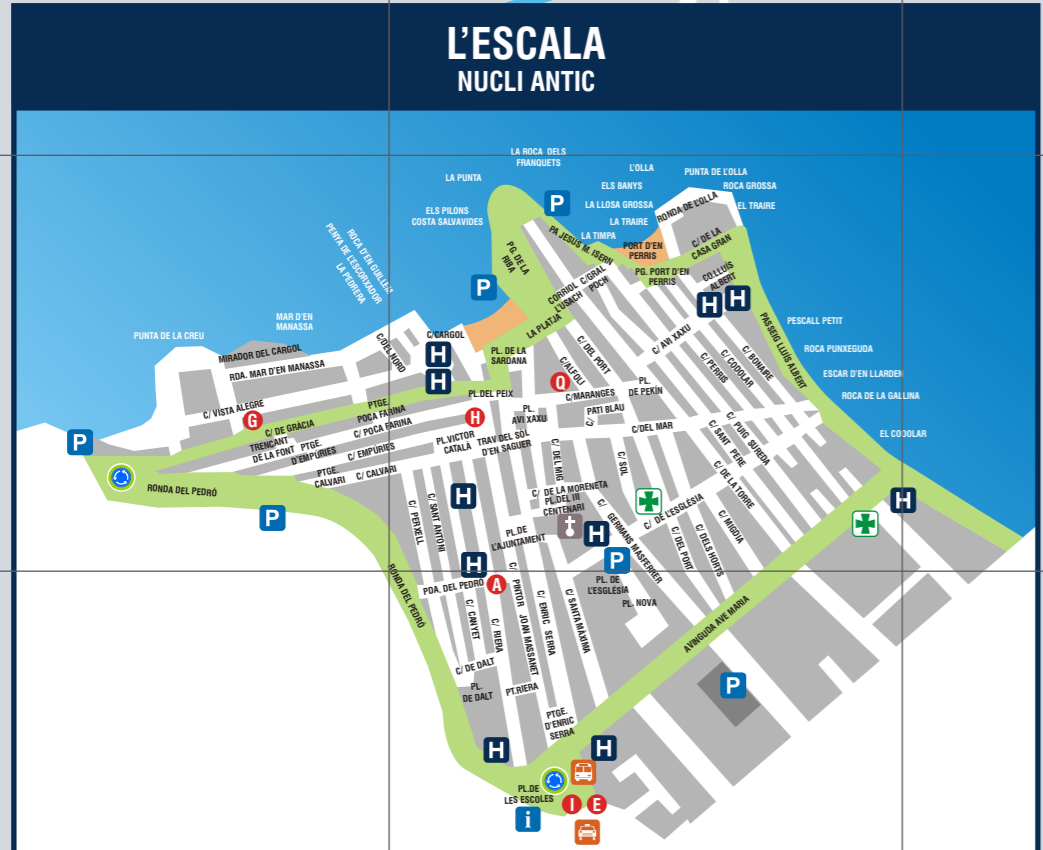 L'ESCALA
NUCLI ANTIC
LA ROCA DELS
FRANQUETS
LA PUNTA
L'OLLA
PUNTA DE L'OLLA
ELS BANYS
ROCA GROSSA
LA LLOSA GROSSA
EL TRAIRE
LA TRAIRE
LA TIMPA
ELS PILONS
COSTA SALVAVIDES
P
RONDA DE L'OLLA
PA JESUS M. ISERN
PORT D'EN
PERRIS
C/ DE LA
CASA GRAN
ROCA D'EN GUILLEM
PENYA DE L'ESCORXADOR
LA PEDRERA
PG. DE LA
RIBA
P
CORRIOL
L'USACH
C/GRAL
POCH
PG. PORT D'EN
PERRIS
CO.LLUÍS
ALBERT
H
H
PASSEIG LLUÍS ALBERT
PESCALL PETIT
ROCA PUNXEGUDA
ESCAR D'EN LLARDEN
ROCA DE LA GALLINA
EL CODOLAR
MAR D'EN
MANASSA
PUNTA DE LA CREU
MIRADOR DEL CARGOL
RDA. MAR D'EN MANASSA
C/DEL NORD
C/CARGOL
H
H
LA PLATJA
PL. DE LA
SARDANA
C/ DEL PORT
C/ AVI XAXU
C/ PERRIS
C/ CODOLAR
C/ BONAIRE
C/ALFOLI
Q
C/MARANGES
PL.
DE PEKÍN
C/ VISTA ALEGRE
G
C/ DE GRÀCIA
PTGE.
POCA FARINA
C/ POCA FARINA
PL.DEL PEIX
H
PL.
AVI XAXU
C/
PATI BLAU
C/DEL MAR
TRENCANT
DE LA FONT
PTGE.
D'EMPÚRIES
C/ EMPÚRIES
PL.VICTOR
CATALÀ
TRAV DEL SOL
D'EN SAGUER
C/ DEL MIG
C/ SOL
C/ SANT PERE
C/ PUIG SUREDA
C/ DE LA TORRE
PTGE.
CALVARI
C/ CALVARI
P
RONDA DEL PEDRÓ
P
C/ PERXELL
C/ SANT ANTONI
H
C/ DE LA MORENETA
PL.DEL III
CENTENARI
PL.DE
L'AJUNTAMENT
H
C/ GERMANS MASFERRER
C/ DE L'ESGLÉSIA
C/ DEL PORT
C/ DELS HORTS
C/ MIGDIA
H
P
PL. DE
L'ESGLÉSIA
PL. NOVA
RONDA DEL PEDRÓ
H
PDA. DEL PEDRÓ
A
C/ CANYET
C/ RIERA
C/ PINTOR JOAN MASSANET
C/ ENRIC SERRA
C/ SANTA MÀXIMA
AVINGUDA AVE MARIA
C/ DE DALT
PL.
DE DALT
PT.RIERA
P
PTGE.
D'ENRIC
SERRA
H
H
PL.DE
LES ESCOLES
I
E
i